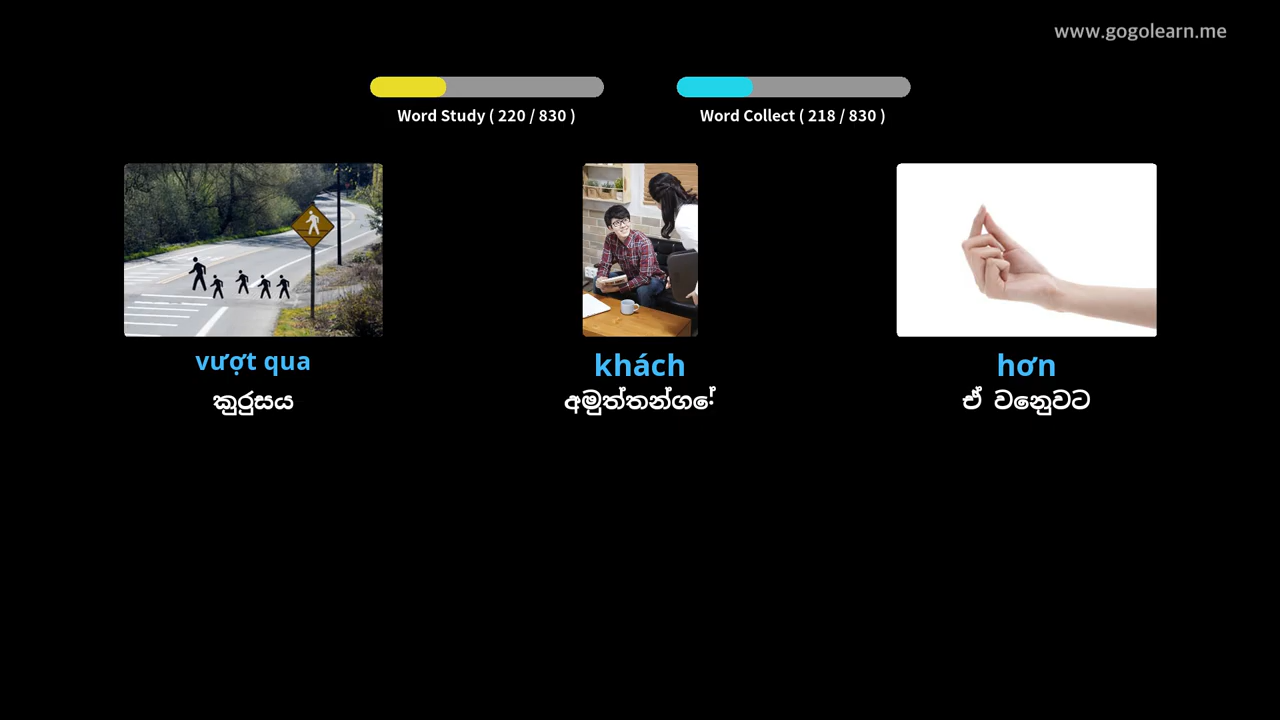 www.gogolearn.me
Word Study ( 220 / 830 )
Word Collect ( 218 / 830 )
vượt qua
කුරුසය
khách
අමුත්තන්ගේ
hơn
ඒ වෙනුවට